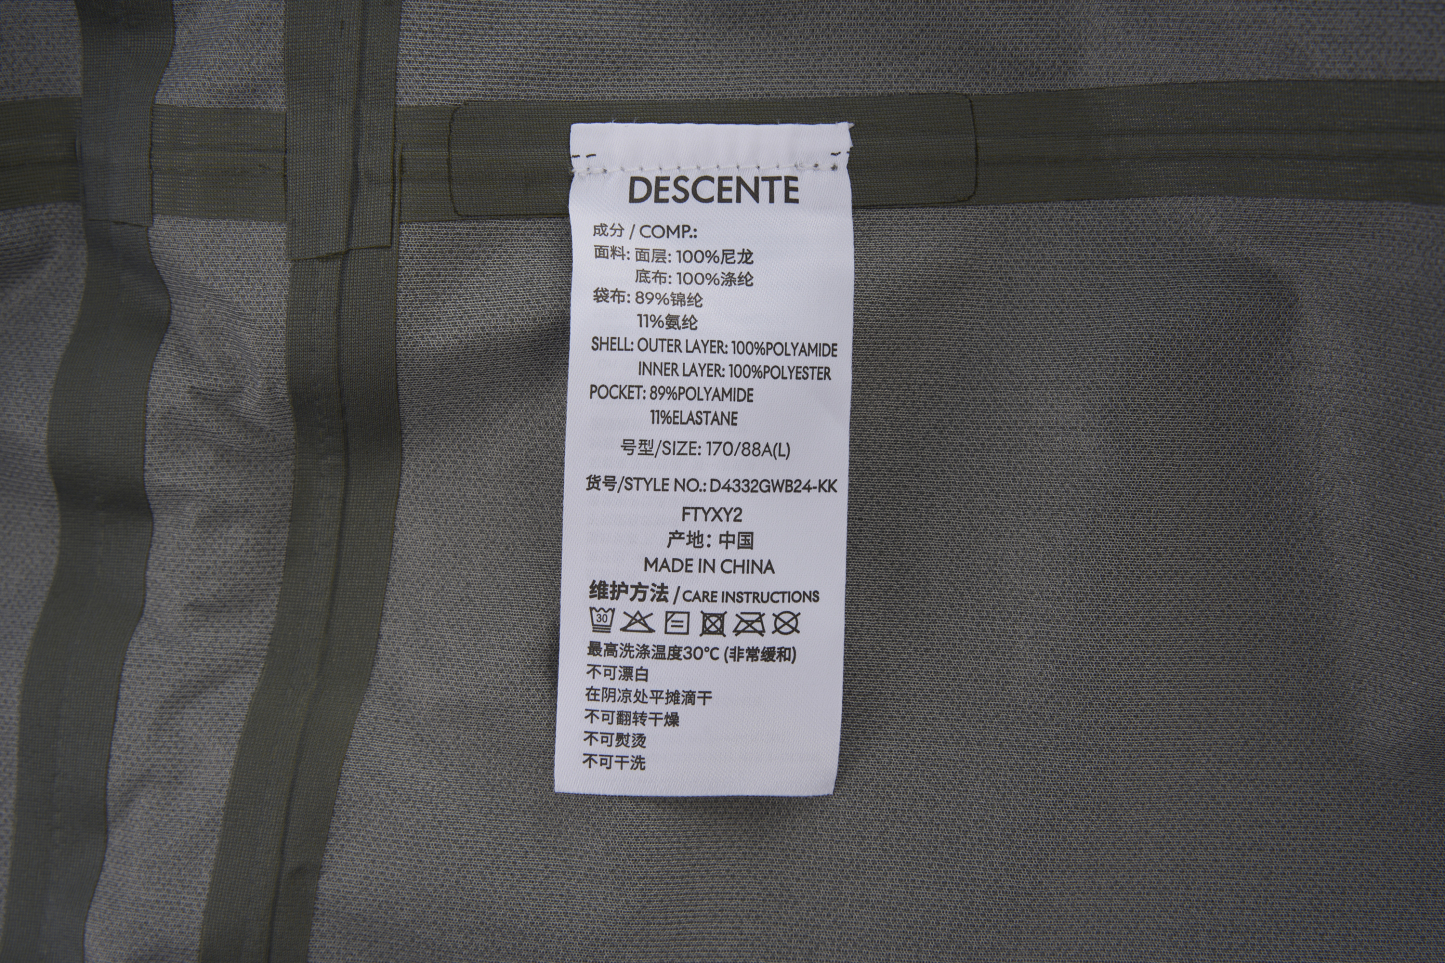 DESCENTE
成分 / COMP.:
面料: 面层: 100%尼龙
底布: 100%涤纶
袋布: 89%锦纶
11%氨纶
SHELL: OUTER LAYER: 100%POLYAMIDE
INNER LAYER: 100%POLYESTER
POCKET: 89%POLYAMIDE
11%ELASTANE
号型/SIZE: 170/88A(L)
货号/STYLE NO.: D4332GWB24-KK
FTYXY2
产地: 中国
MADE IN CHINA
维护方法 / CARE INSTRUCTIONS
30
最高洗涤温度30℃ (非常缓和)
不可漂白
在阴凉处平摊滴干
不可翻转干燥
不可熨烫
不可干洗